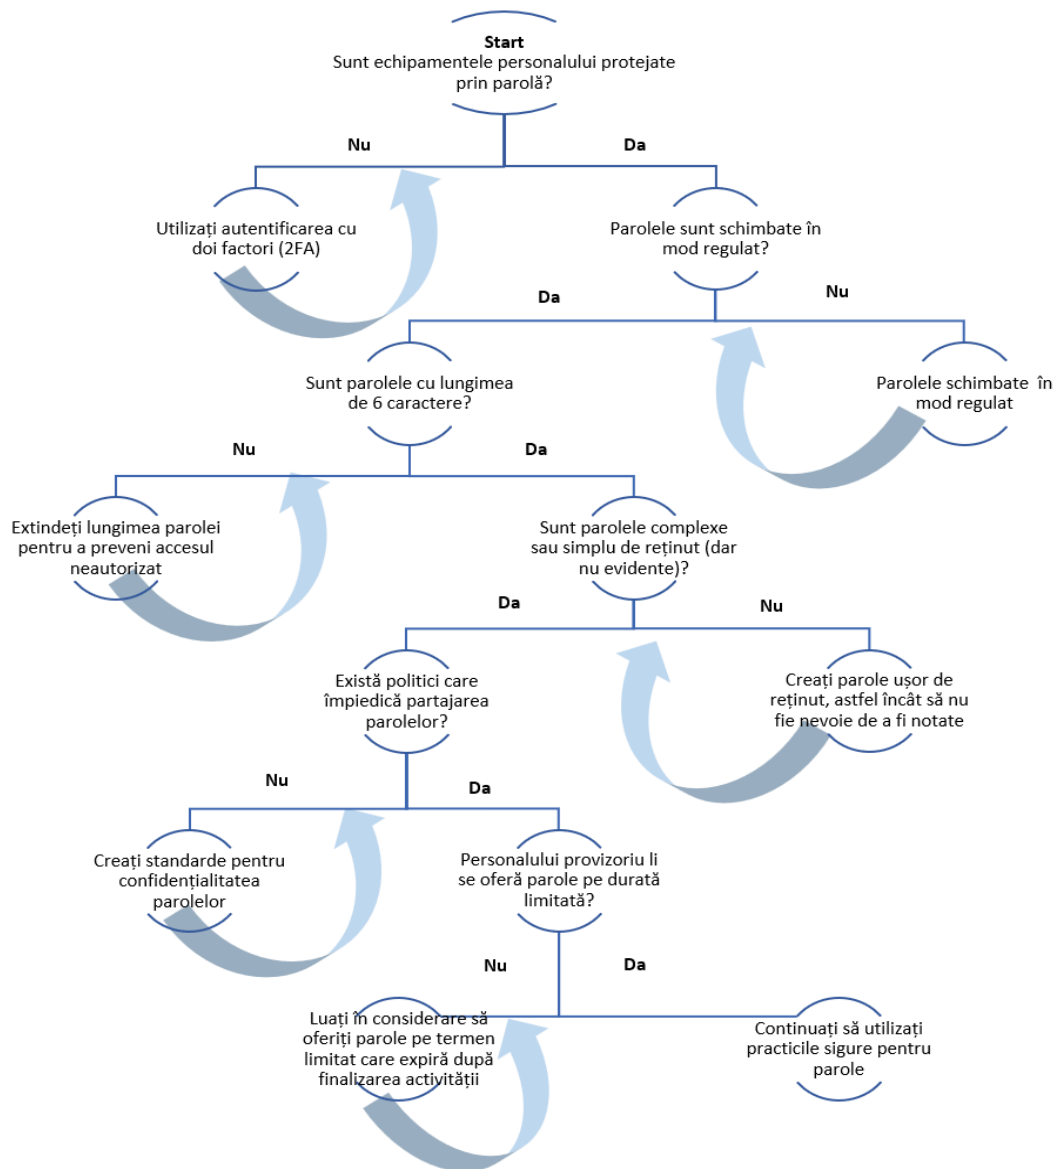 Start
Sunt echipamentele personalului protejate
prin parolă?
Nu
Da
Utilizați autentificarea cu
doi factori (2FA)
Parolele sunt schimbate în
mod regulat?
Da
Nu
Sunt parolele cu lungimea
de 6 caractere?
Parolele schimbate în
mod regulat
Nu
Da
Extindeți lungimea parolei
pentru a preveni accesul
neautorizat
Sunt parolele complexe
sau simplu de reținut (dar
nu evidente)?
Da
Nu
Există politici care
împiedică partajarea
parolelor?
Creați parole ușor de
reținut, astfel încât să nu
fie nevoie de a fi notate
Nu
Da
Creați standarde pentru
confidențialitatea
parolelor
Personalului provizoriu li
se oferă parole pe durată
limitată?
Nu
Da
Luați în considerare să
oferiți parole pe termen
limitat care expiră după
finalizarea activității
Continuați să utilizați
practicile sigure pentru
parole